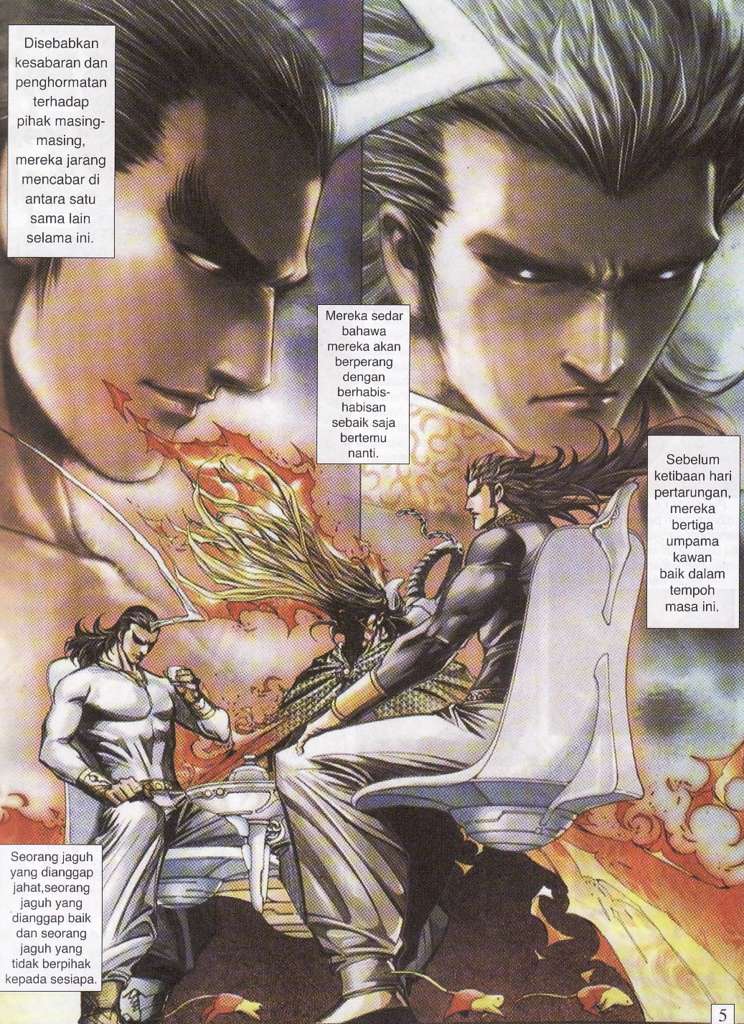 Disebabkan
kesabaran dan
penghormatan
terhadap
pihak masing-
masing,
mereka jarang
mencabar di
antara satu
sama lain
selama ini.
Mereka sedar
bahawa
mereka akan
berperang
dengan
berhabis-
habisan
sebaik saja
bertemu
nanti.
Sebelum
ketibaan hari
pertarungan,
mereka
bertiga
umpama
kawan
baik dalam
tempoh
masa ini.
Seorang jaguh
yang dianggap
jahat,seorang
jaguh yang
dianggap baik
dan seorang
jaguh yang
tidak berpihak
kepada sesiapa.
5